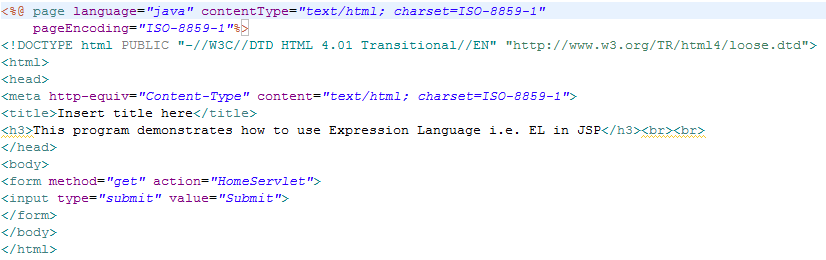 <%@ page language="java" contentType="text/html; charset=ISO-8859-1"
    pageEncoding="ISO-8859-1"%>
<!DOCTYPE html PUBLIC "-//W3C//DTD HTML 4.01 Transitional//EN" "http://www.w3.org/TR/html4/loose.dtd">
<html>
<head>
<meta http-equiv="Content-Type" content="text/html; charset=ISO-8859-1">
<title>Insert title here</title>
<h3>This program demonstrates how to use Expression Language i.e. EL in JSP</h3><br><br>
</head>
<body>
<form method="get" action="HomeServlet">
<input type="submit" value="Submit">
</form>
</body>
</html>